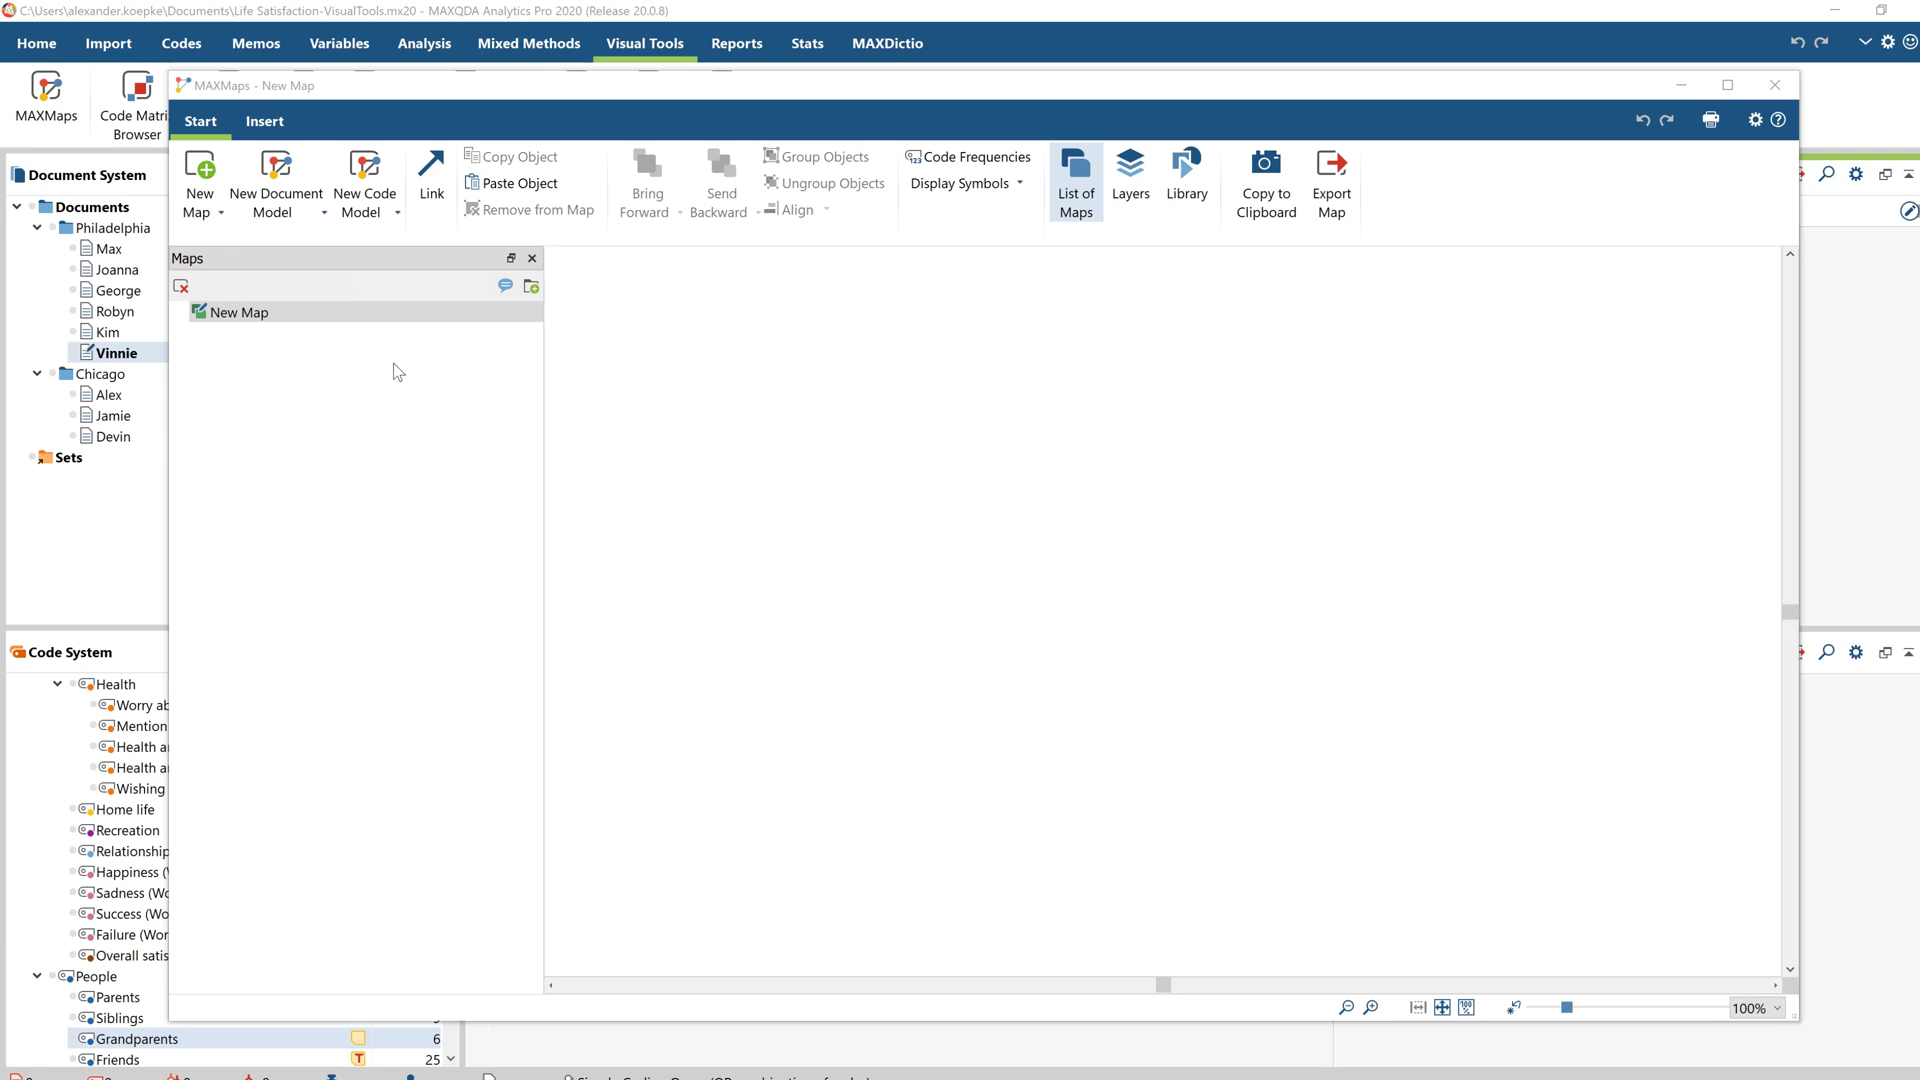 C:\Users\alexander.koepke\Documents\Life Satisfaction-VisualTools.mx20 - MAXQDA Analytics Pro 2020 (Release 20.0.8)
Home Import Codes Memos Variables Analysis Mixed Methods Visual Tools Reports Stats MAXDictio
MAXMaps
Code Matri
Browser
MAXMaps - New Map
Start Insert
New
Map
New Document
Model
New Code
Model
Link
Copy Object
Paste Object
Remove from Map
Bring
Forward
Send
Backward
Group Objects
Ungroup Objects
Align
Code Frequencies
Display Symbols
List of
Maps
Layers
Library
Copy to
Clipboard
Export
Map
Document System
Documents
Philadelphia
Max
Joanna
George
Robyn
Kim
Vinnie
Chicago
Alex
Jamie
Devin
Sets
Maps
New Map
Code System
Health
Worry ab
Mention
Health a
Health a
Wishing
Home life
Recreation
Relationship
Happiness (
Sadness (Wo
Success (Wo
Failure (Wor
Overall satis
People
Parents
Siblings
Grandparents 6
Friends 25
100%